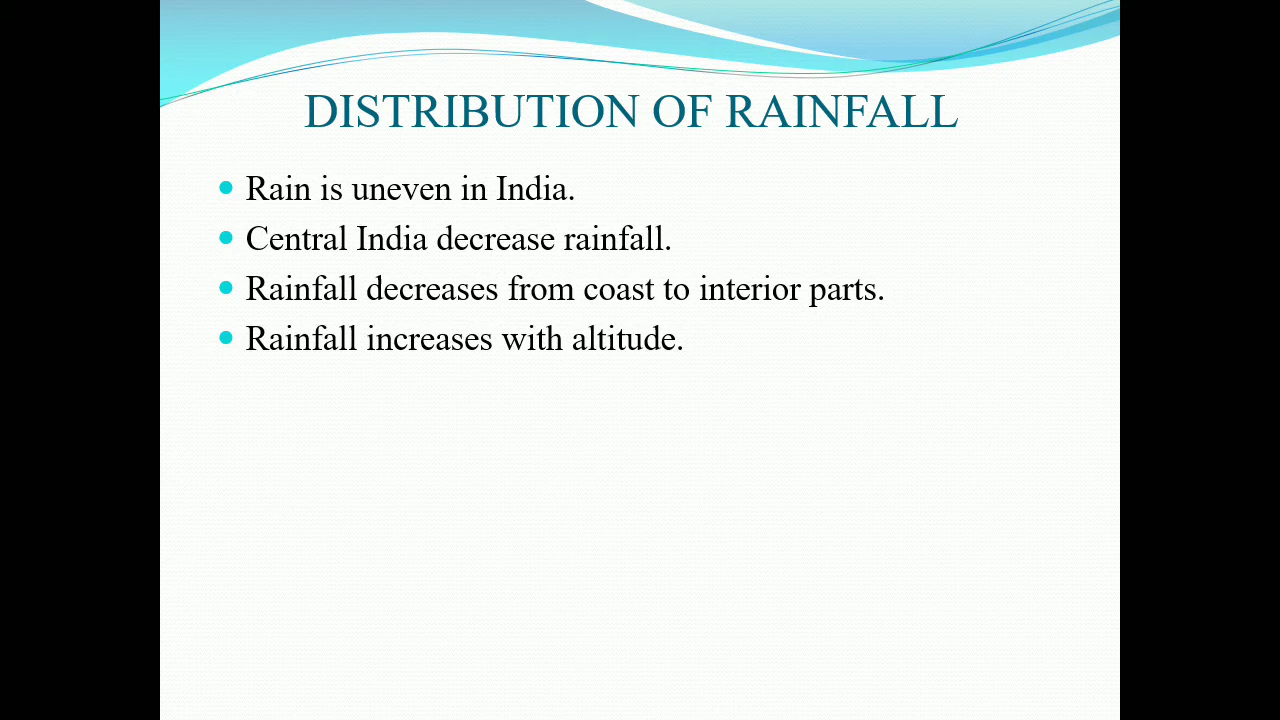 DISTRIBUTION OF RAINFALL
• Rain is uneven in India.
• Central India decrease rainfall.
• Rainfall decreases from coast to interior parts.
• Rainfall increases with altitude.